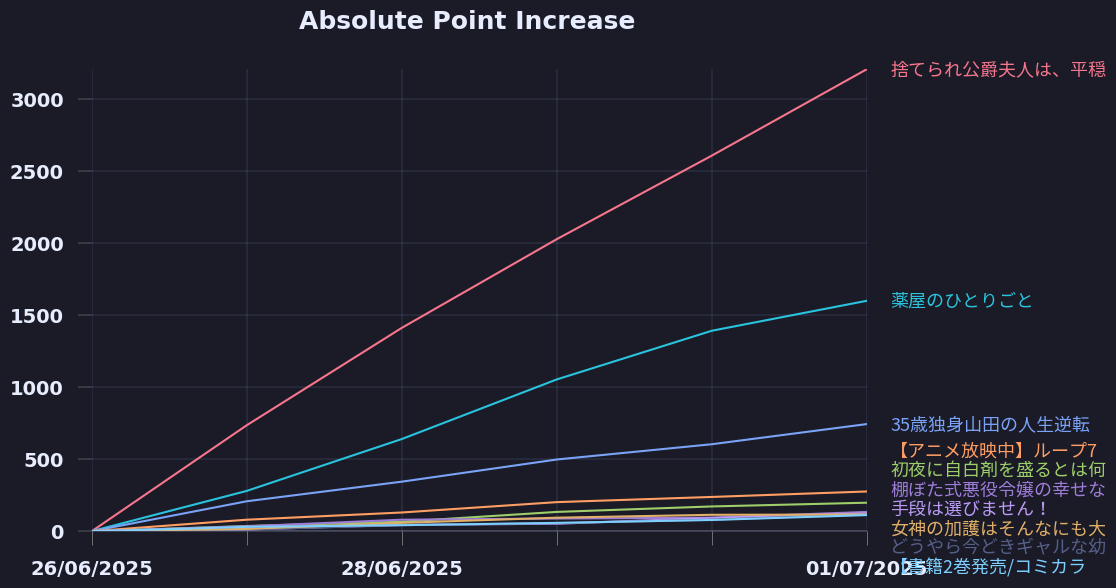 Absolute Point Increase
3000
2500
2000
1500
1000
500
0
26/06/2025
28/06/2025
01/07/2025
捨てられ公爵夫人は、平穏
薬屋のひとりごと
35歳独身山田の人生逆転
【アニメ放映中】ループ7
初夜に自白剤を盛るとは何
棚ぼた式悪役令嬢の幸せな
手段は選びません！
女神の加護はそんなにも大
どうやら今どきギャルな幼
【書籍2巻発売/コミカラ